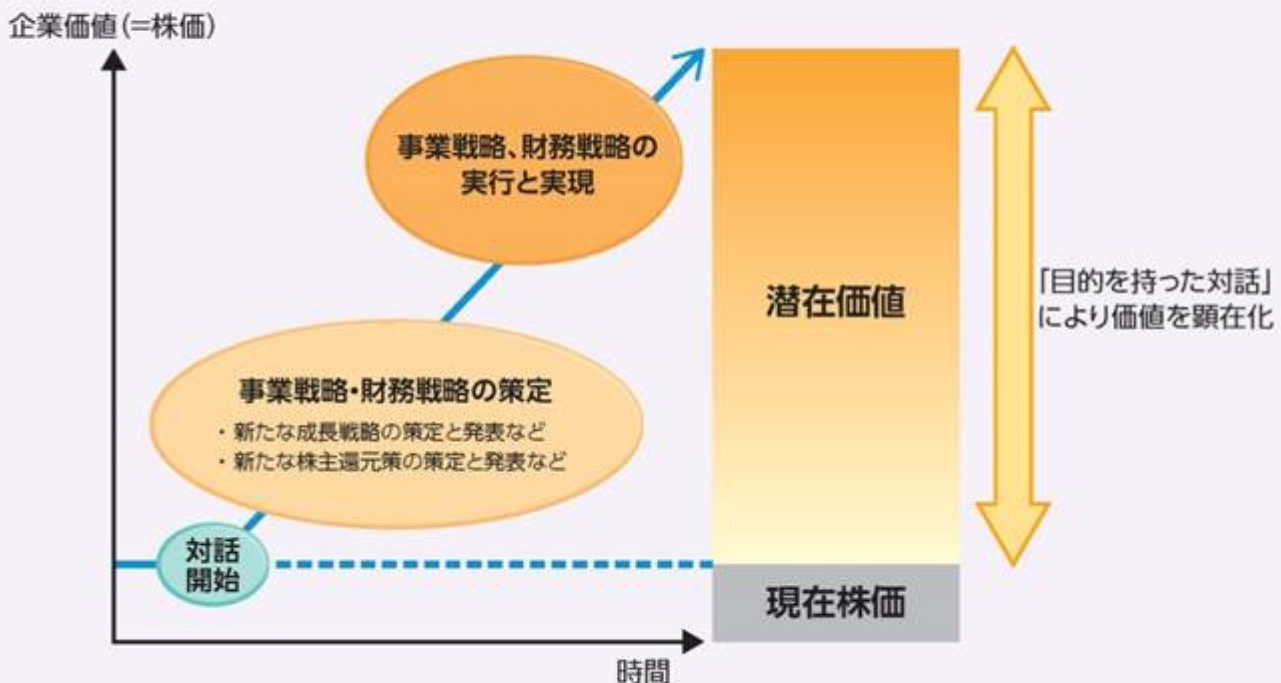 企業価値(=株価)
事業戦略、財務戦略の
実行と実現
事業戦略・財務戦略の策定
・新たな成長戦略の策定と発表など
・新たな株主還元策の策定と発表など
対話
開始
潜在価値
現在株価
「目的を持った対話」
により価値を顕在化
時間